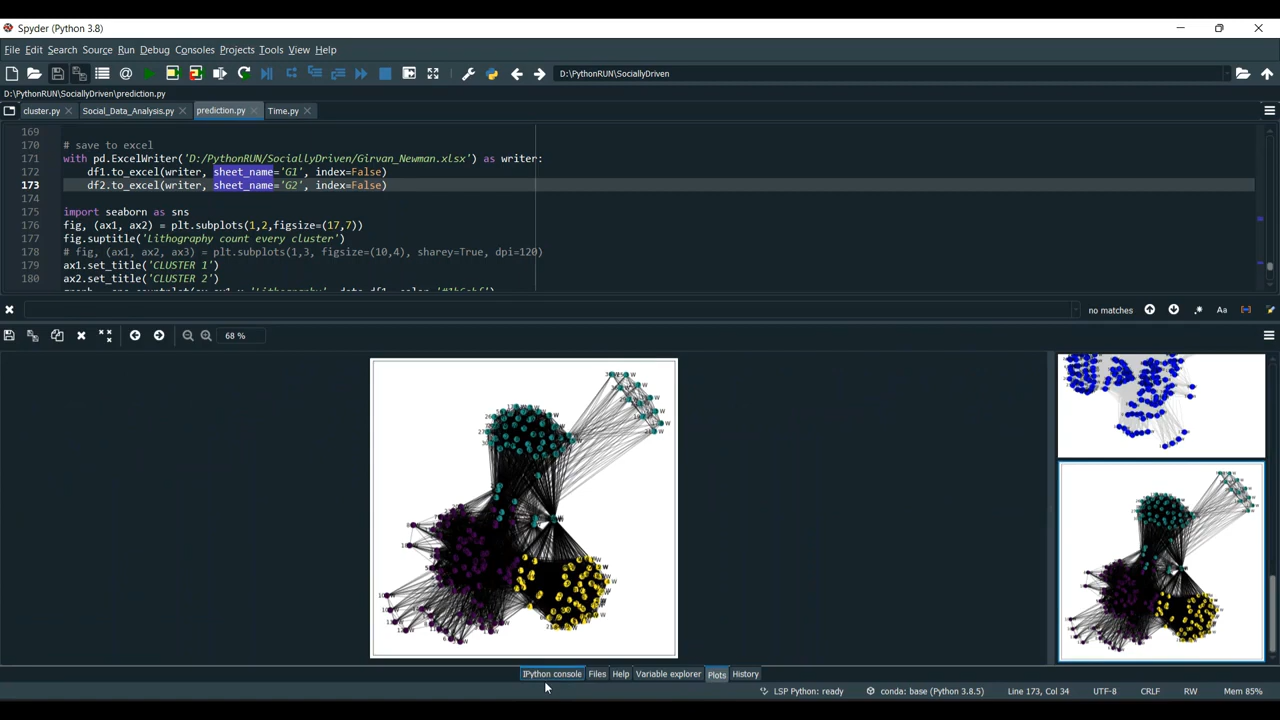 Spyder (Python 3.8)
File Edit Search Source Run Debug Consoles Projects Tools View Help
D:\PythonRUN\SociallyDriven
D:\PythonRUN\SociallyDriven\prediction.py
cluster.py Social_Data_Analysis.py prediction.py Time.py
169
170 # save to excel
171 with pd.ExcelWriter('D:/PythonRUN/SociallyDriven/Girvan_Newman.xlsx') as writer:
172 df1.to_excel(writer, sheet_name='G1', index=False)
173 df2.to_excel(writer, sheet_name='G2', index=False)
174
175 import seaborn as sns
176 fig, (ax1, ax2) = plt.subplots(1,2,figsize=(17,7))
177 fig.suptitle('Lithography count every cluster')
178 # fig, (ax1, ax2, ax3) = plt.subplots(1,3, figsize=(10,4), sharey=True, dpi=120)
179 ax1.set_title('CLUSTER 1')
180 ax2.set_title('CLUSTER 2')
no matches Aa
68 %
IPython console Files Help Variable explorer Plots History
LSP Python: ready conda: base (Python 3.8.5) Line 173, Col 34 UTF-8 CRLF RW Mem 85%